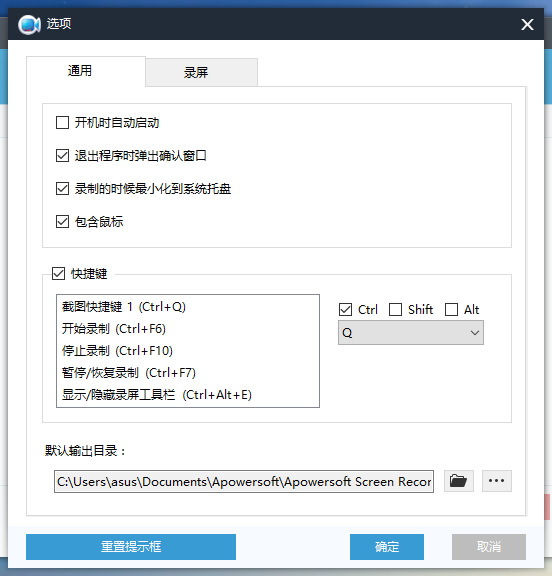 选项
通用
录屏
开机时自动启动
退出程序时弹出确认窗口
录制的时候最小化到系统托盘
包含鼠标
快捷键
截图快捷键 1 (Ctrl+Q)
开始录制 (Ctrl+F6)
停止录制 (Ctrl+F10)
暂停/恢复录制 (Ctrl+F7)
显示/隐藏录屏工具栏 (Ctrl+Alt+E)
Ctrl Shift Alt
Q
默认输出目录：
C:\Users\asus\Documents\Apowersoft\Apowersoft Screen Recor
重置提示框 确定 取消